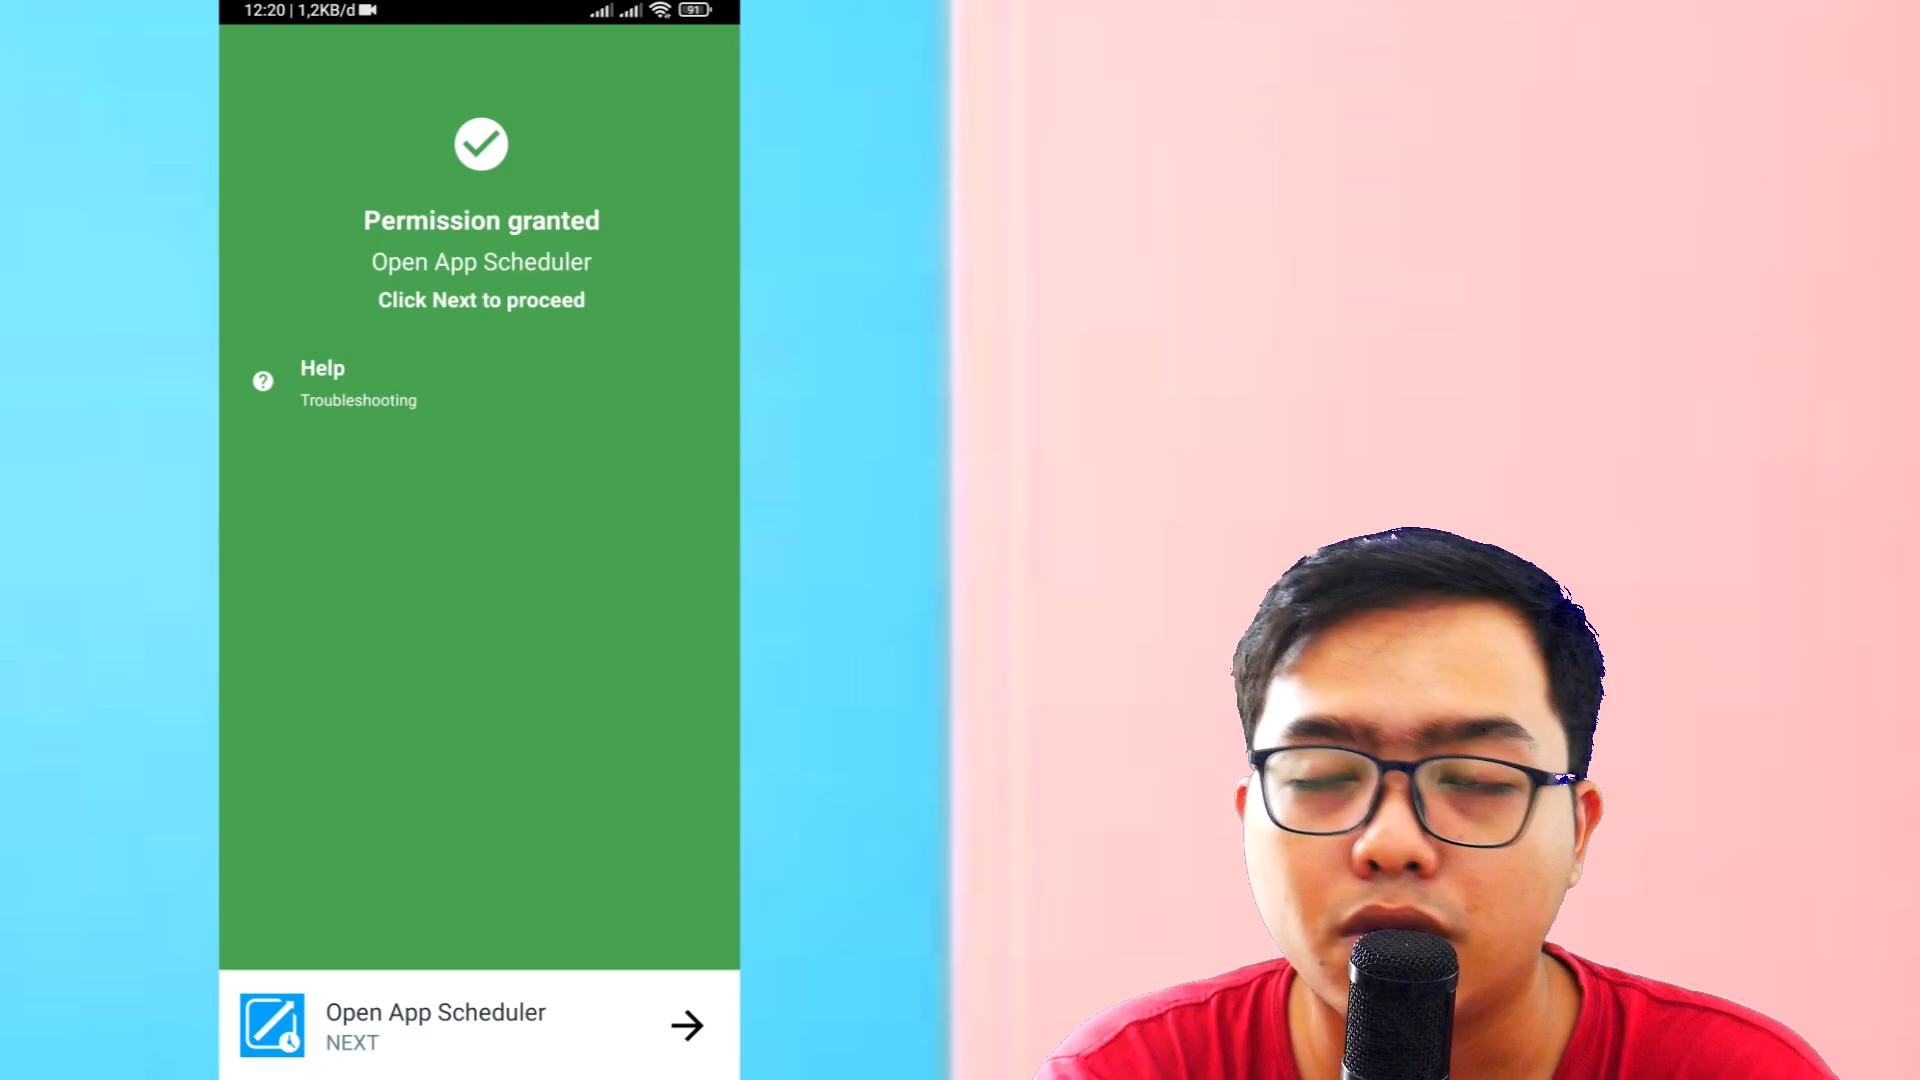 12:20 | 1,2KB/d
91
Permission granted
Open App Scheduler
Click Next to proceed
Help
Troubleshooting
Open App Scheduler
NEXT